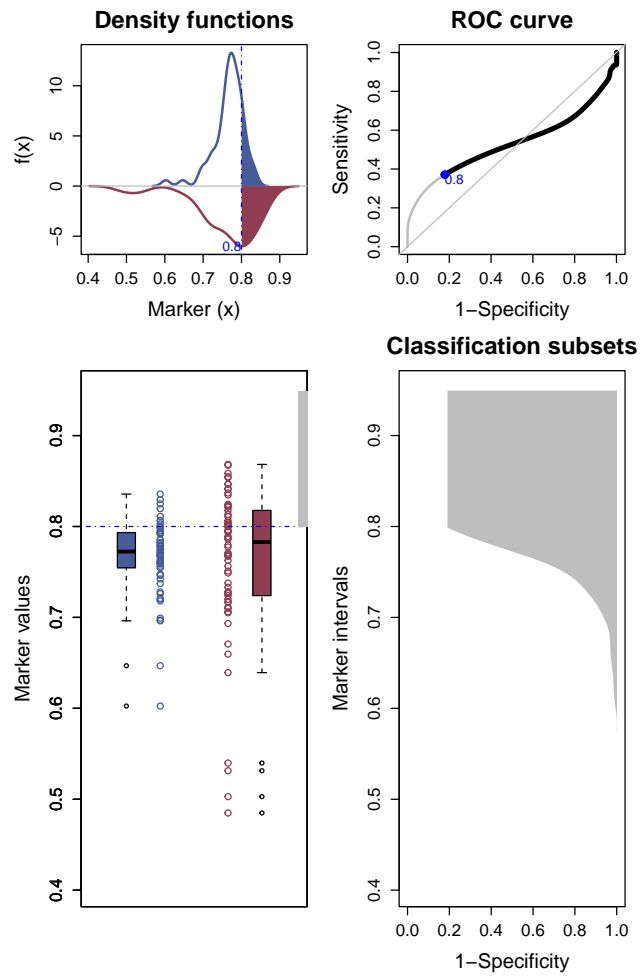 Density functions
f(x)
10
5
0
−5
0.8
0.4 0.5 0.6 0.7 0.8 0.9
Marker (x)
ROC curve
Sensitivity
1.0
0.8
0.6
0.4
0.2
0.0
0.8
0.0 0.2 0.4 0.6 0.8 1.0
1−Specificity
Marker values
0.9
0.8
0.7
0.6
0.5
0.4
Classification subsets
Marker intervals
0.9
0.8
0.7
0.6
0.5
0.4
0.0 0.2 0.4 0.6 0.8 1.0
1−Specificity